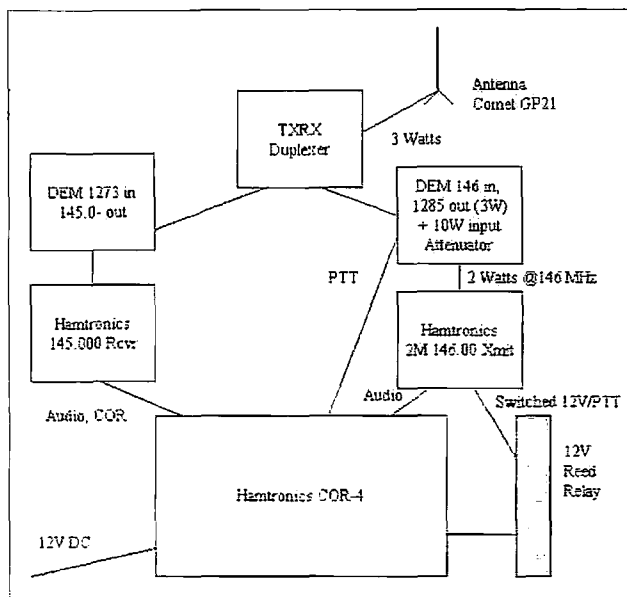 Antenna
Comet GP21
TXRX
Duplexer
3 Watts
DEM 1273 in
145.0- out
DEM 146 in,
1285 out (3W)
+ 10W input
Attenuator
PTT
2 Watts @146 MHz
Hamtronics
145.000 Rcvr
Hamtronics
2M 146.00 Xmit
Audio, COR
Audio
Switched 12V/PTT
12V
Reed
Relay
Hamtronics COR-4
12V DC